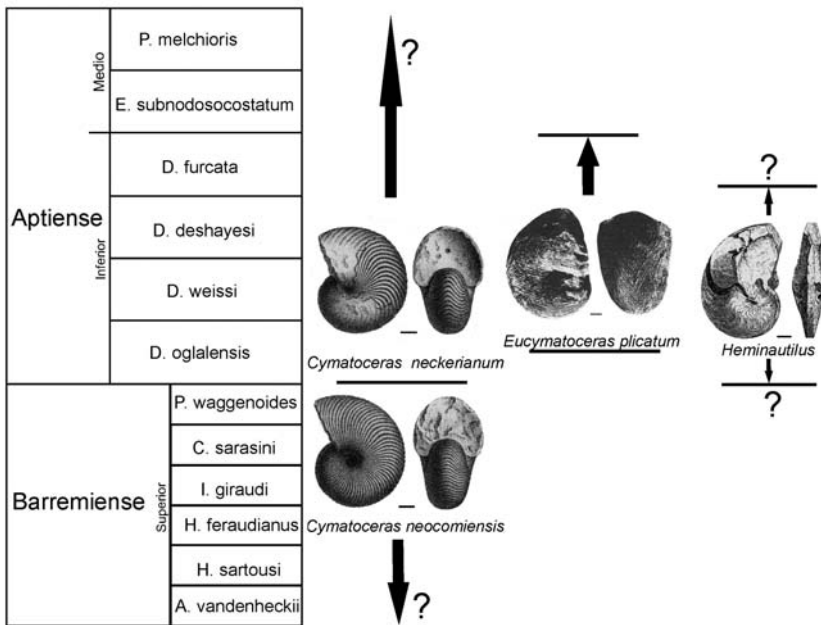 Aptiense
Medio
Inferior
P. melchioris
E. subnodosocostatum
D. furcata
D. deshayesi
D. weissi
D. oglalensis
Barremiense
Superior
P. waggenoides
C. sarasini
I. giraudi
H. feraudianus
H. sartousi
A. vandenheckii
?
Cymatoceras neckerianum
Cymatoceras neocomiensis
?
Eucymatoceras plicatum
?
Heminautilus
?